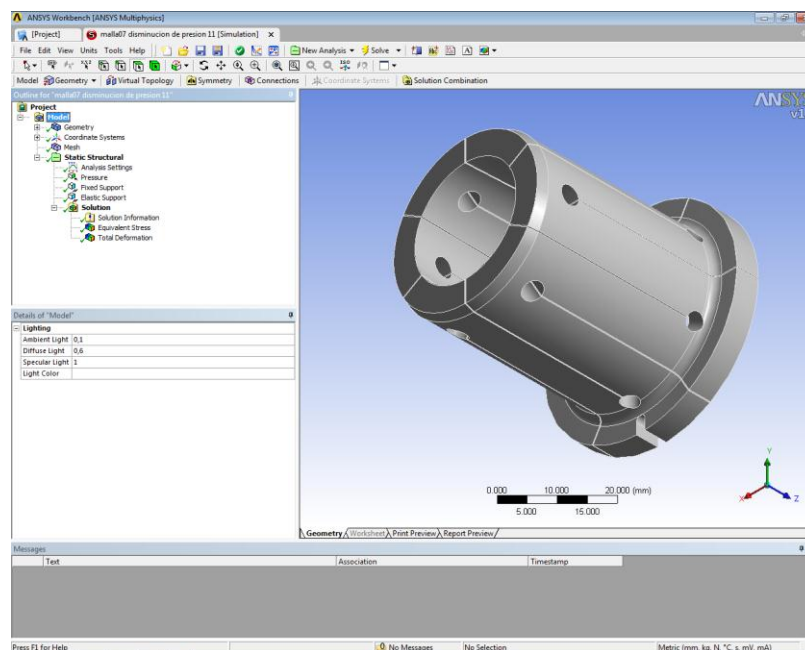 ANSYS Workbench [ANSYS Multiphysics]
[Project] malla07 disminucion de presion 11 [Simulation]
File Edit View Units Tools Help New Analysis Solve
Model Geometry Virtual Topology Symmetry Connections Coordinate Systems Solution Combination
Outline for "malla07 disminucion de presion 11"
Project
Model
Geometry
Coordinate Systems
Mesh
Static Structural
Analysis Settings
Pressure
Fixed Support
Elastic Support
Solution
Solution Information
Equivalent Stress
Total Deformation
Details of "Model"
Lighting
Ambient Light 0,1
Diffuse Light 0,6
Specular Light 1
Light Color
ANSYS
0.000 10.000 20.000 (mm)
5.000 15.000
Y
X
Z
Geometry Worksheet Print Preview Report Preview
Messages
Text Association Timestamp
Press F1 for Help No Messages No Selection Metric (mm, kg, N, °C, s, mV, mA)